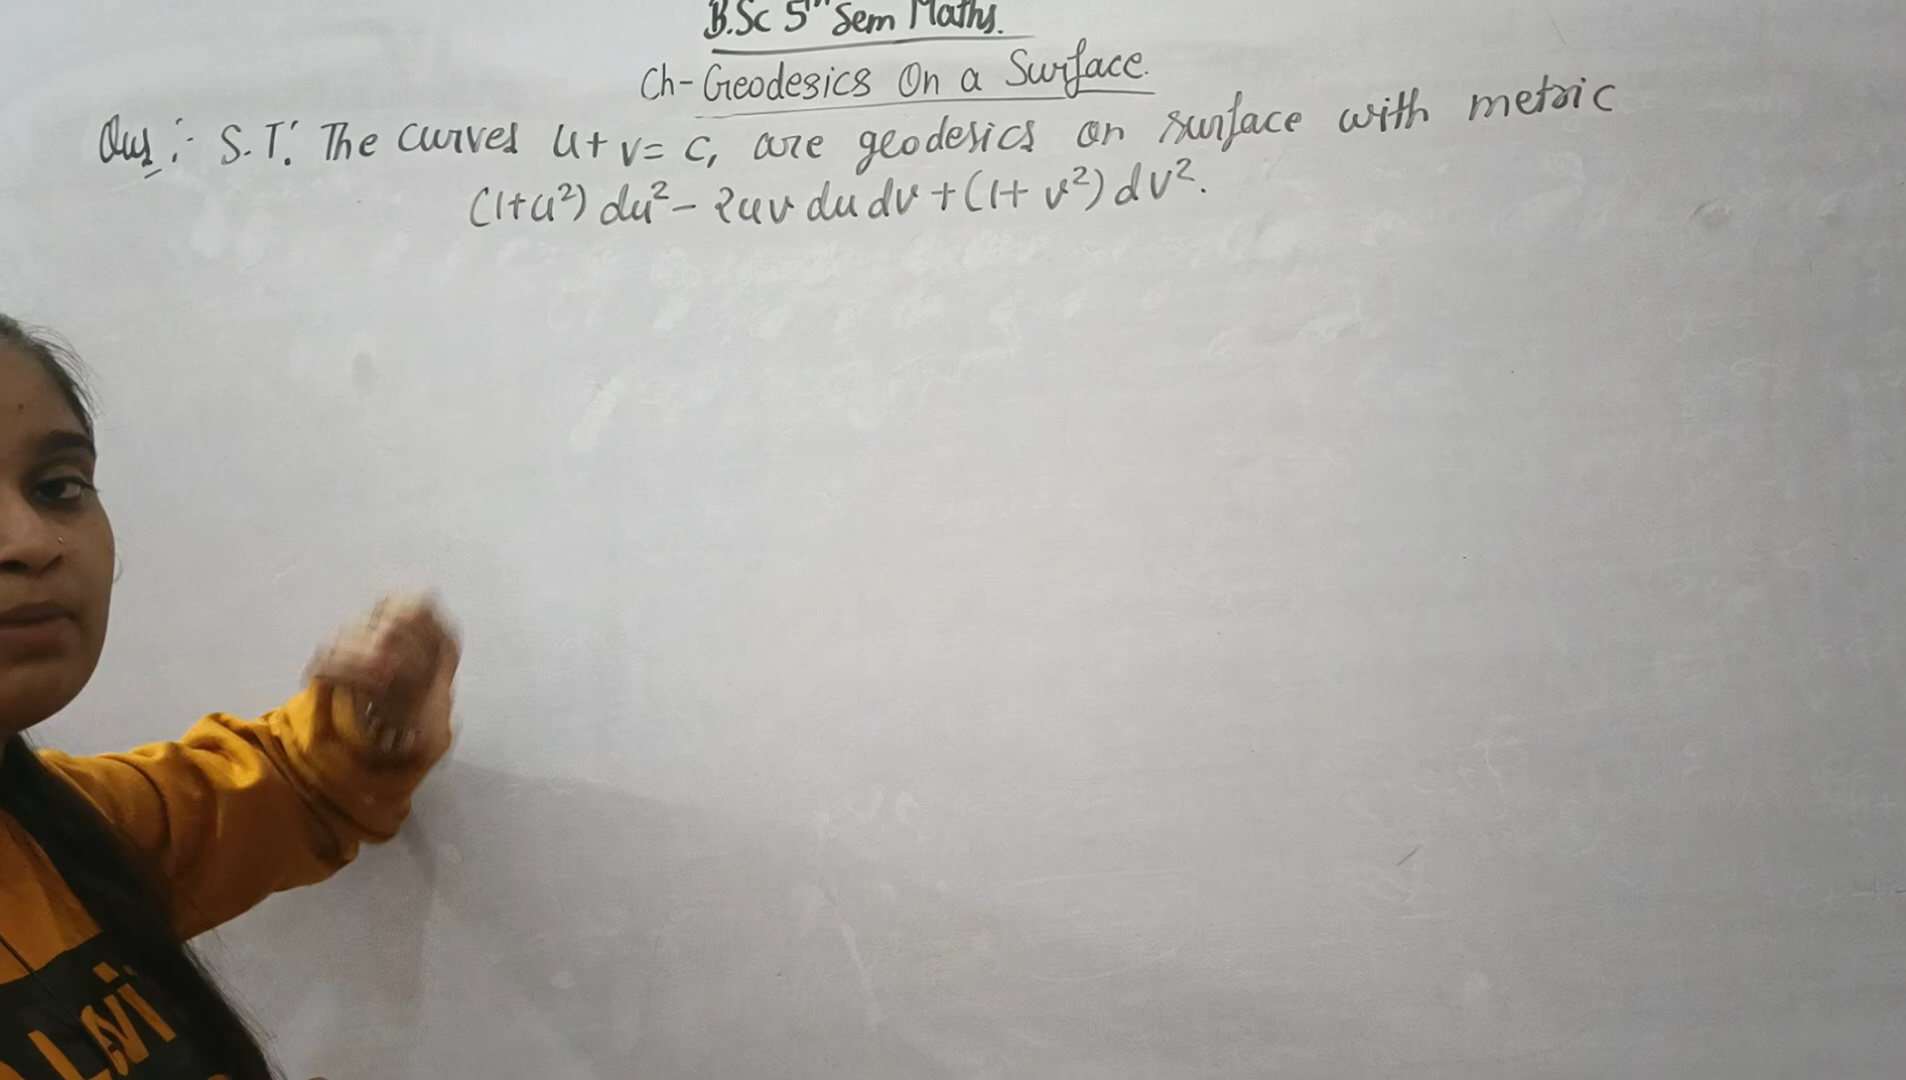 B.Sc 5th Sem Maths.
Ch-Geodesics On a Surface.
Ques:- S.T. The curves u+v=c, are geodesics on surface with metric
(1+u²) du² - 2uv du dv + (1+v²) dv².